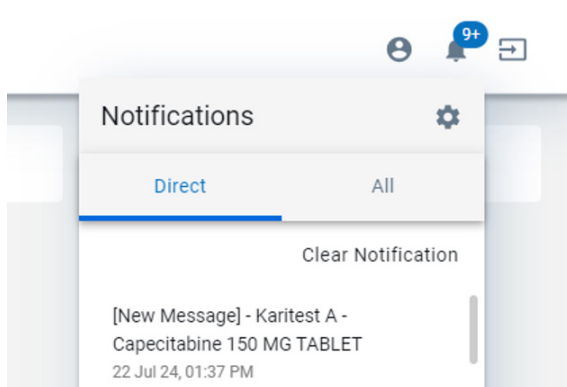 9+
Notifications
Direct All
Clear Notification
[New Message] - Karitest A -
Capecitabine 150 MG TABLET
22 Jul 24, 01:37 PM